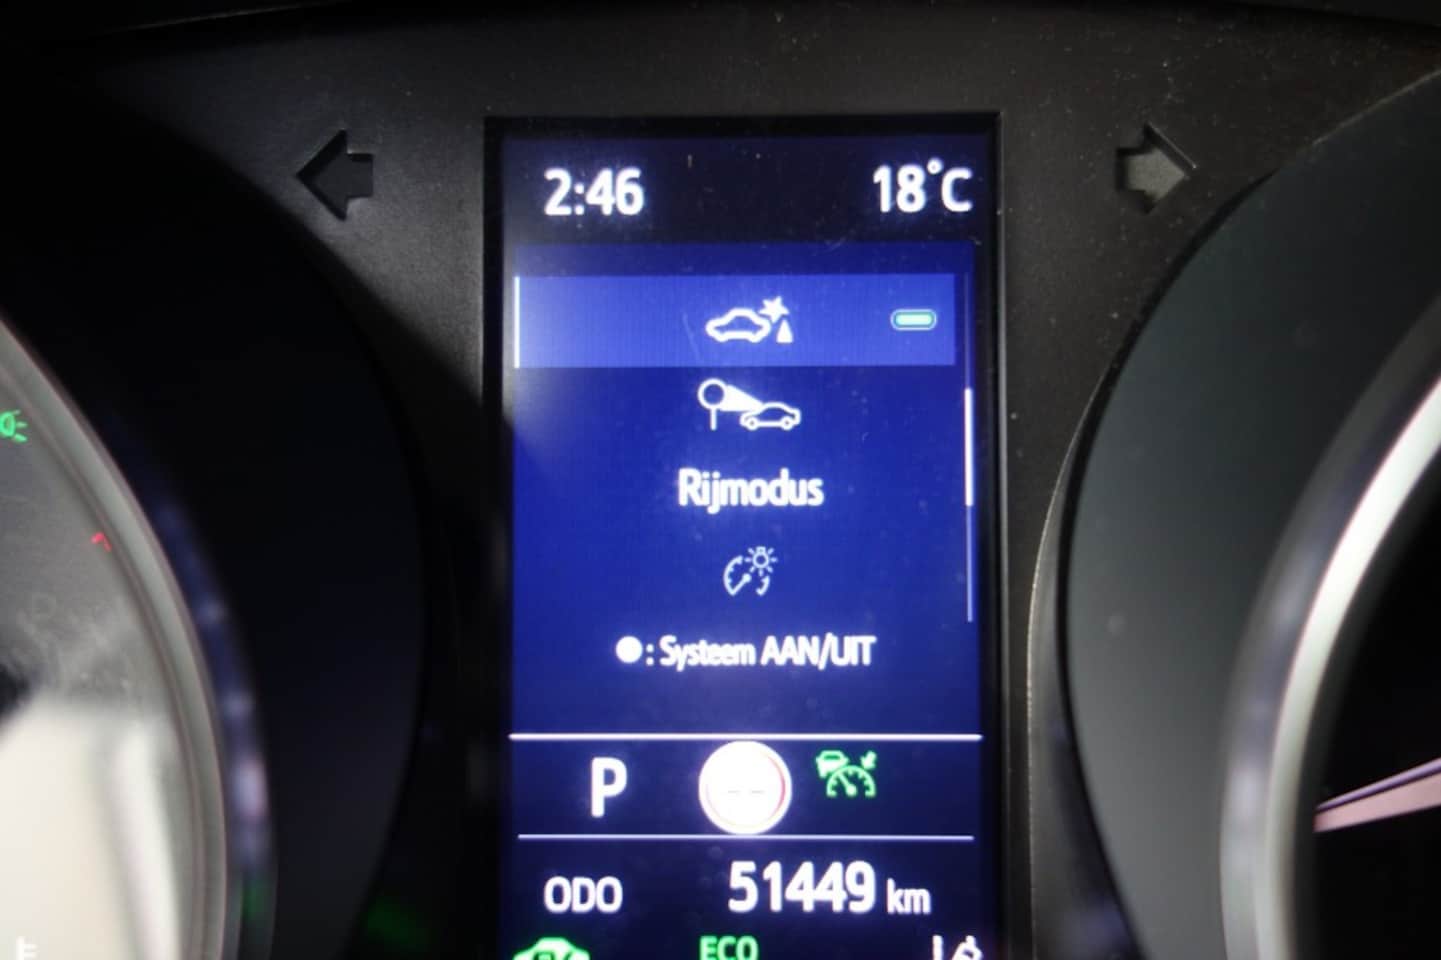 2:46 18°C
Rijmodus
●: Systeem AAN/UIT
P --
ODO 51449 km
ECO